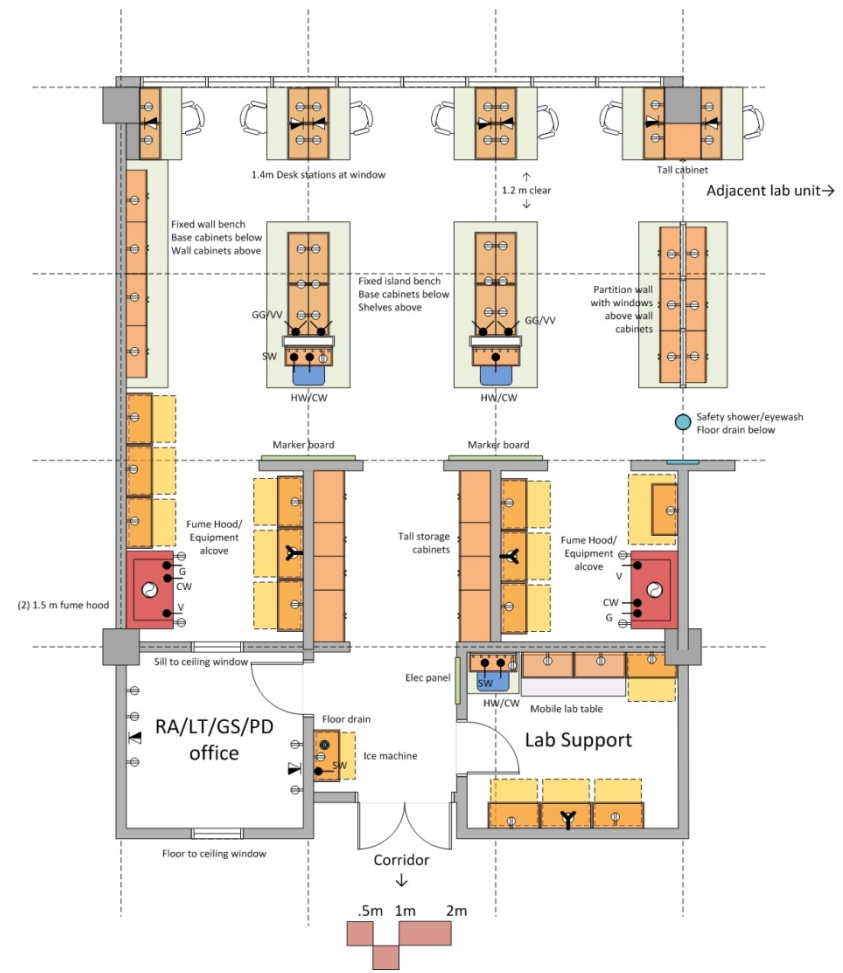 1.4m Desk stations at window
↑
1.2 m clear
↓
Tall cabinet
Adjacent lab unit→
Fixed wall bench
Base cabinets below
Wall cabinets above
Fixed island bench
Base cabinets below
Shelves above
Partition wall
with windows
above wall
cabinets
GG/VV
GG/VV
SW
HW/CW
HW/CW
Safety shower/eyewash
Floor drain below
Marker board
Marker board
Fume Hood/
Equipment
alcove
Tall storage
cabinets
Fume Hood/
Equipment
alcove
G
CW
V
V
CW
G
(2) 1.5 m fume hood
Sill to ceiling window
Elec panel
SW
HW/CW
Mobile lab table
RA/LT/GS/PD
office
Floor drain
Ice machine
SW
Lab Support
Floor to ceiling window
Corridor
↓
.5m 1m 2m